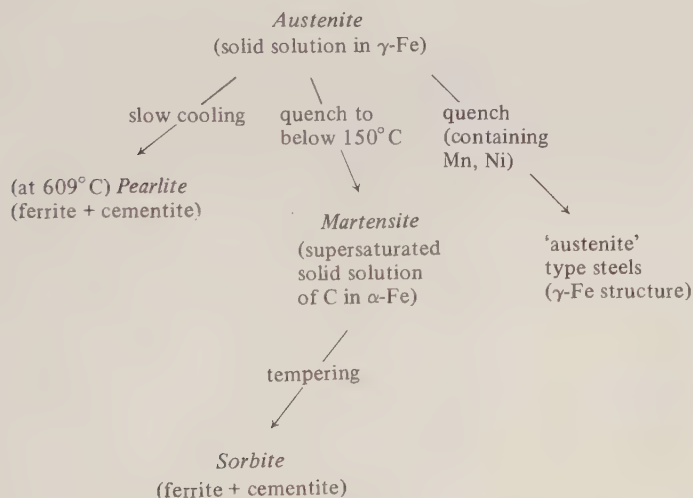 Austenite
(solid solution in γ-Fe)
slow cooling
quench to
below 150°C
quench
(containing
Mn, Ni)
(at 609°C) Pearlite
(ferrite + cementite)
Martensite
(supersaturated
solid solution
of C in α-Fe)
'austenite'
type steels
(γ-Fe structure)
tempering
Sorbite
(ferrite + cementite)